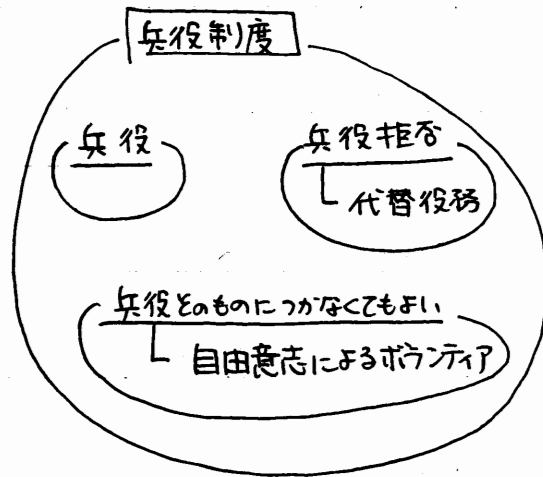 兵役制度
兵役
兵役拒否
代替役務
兵役そのものにつかなくてもよい
自由意志によるボランティア